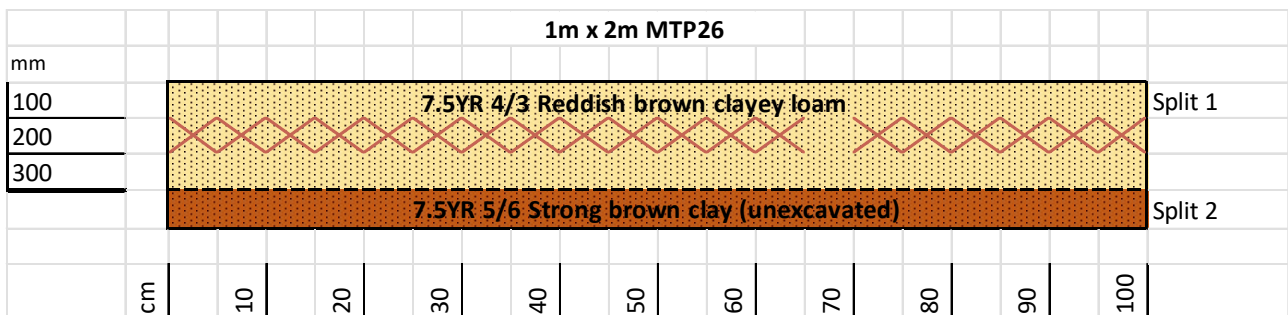 1m x 2m MTP26
mm
100
7.5YR 4/3 Reddish brown clayey loam
Split 1
200
300
7.5YR 5/6 Strong brown clay (unexcavated)
Split 2
cm 10 20 30 40 50 60 70 80 90 100